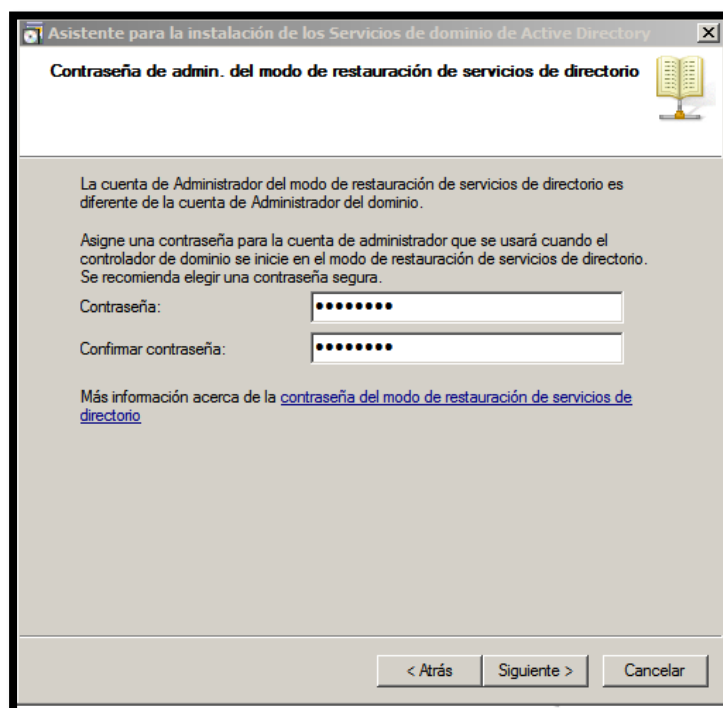 Asistente para la instalación de los Servicios de dominio de Active Directory
Contraseña de admin. del modo de restauración de servicios de directorio
La cuenta de Administrador del modo de restauración de servicios de directorio es
diferente de la cuenta de Administrador del dominio.
Asigne una contraseña para la cuenta de administrador que se usará cuando el
controlador de dominio se inicie en el modo de restauración de servicios de directorio.
Se recomienda elegir una contraseña segura.
Contraseña: ●●●●●●●●
Confirmar contraseña: ●●●●●●●●
Más información acerca de la contraseña del modo de restauración de servicios de
directorio
< Atrás Siguiente > Cancelar